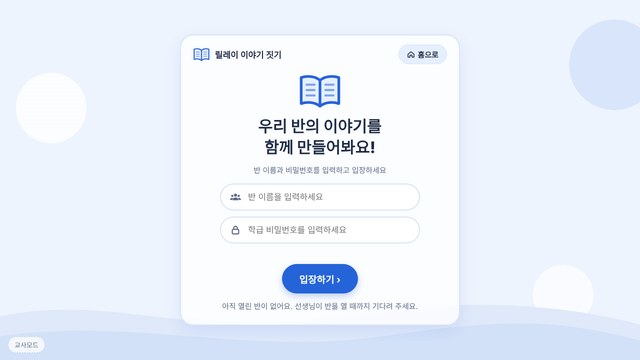 릴레이 이야기 짓기
홈으로
우리 반의 이야기를
함께 만들어봐요!
반 이름과 비밀번호를 입력하고 입장하세요
반 이름을 입력하세요
학급 비밀번호를 입력하세요
입장하기 ›
아직 열린 반이 없어요. 선생님이 반을 열 때까지 기다려 주세요.
교사모드